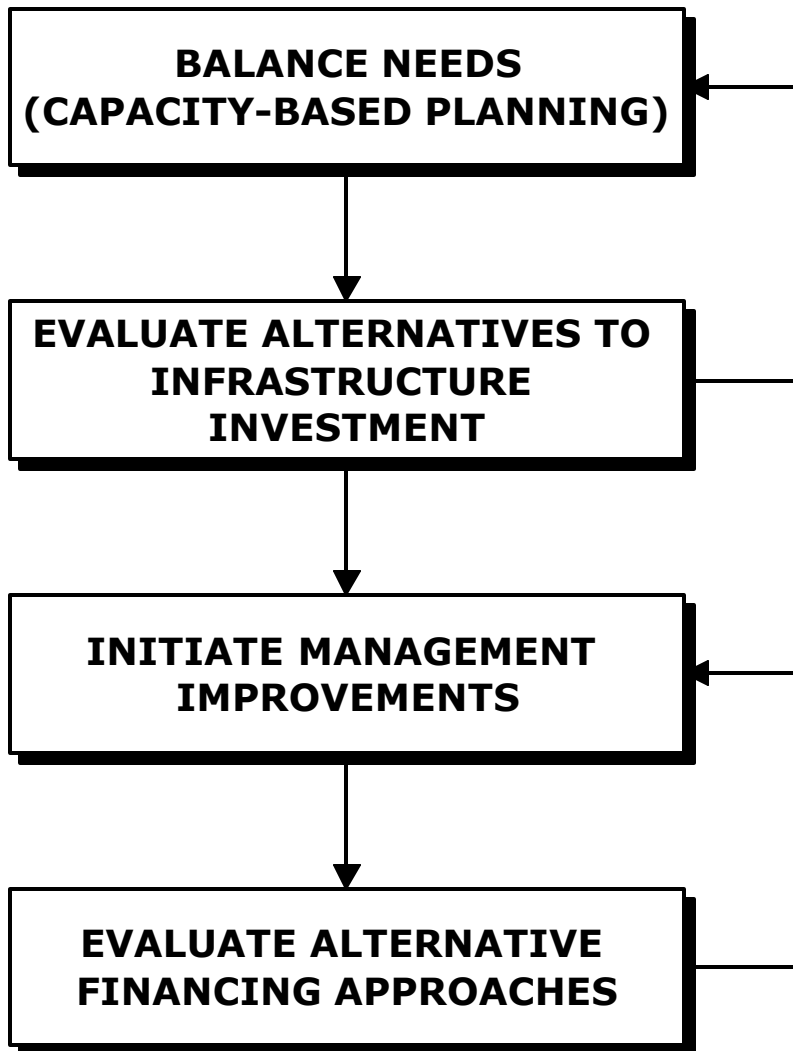 BALANCE NEEDS
(CAPACITY-BASED PLANNING)
EVALUATE ALTERNATIVES TO
INFRASTRUCTURE
INVESTMENT
INITIATE MANAGEMENT
IMPROVEMENTS
EVALUATE ALTERNATIVE
FINANCING APPROACHES